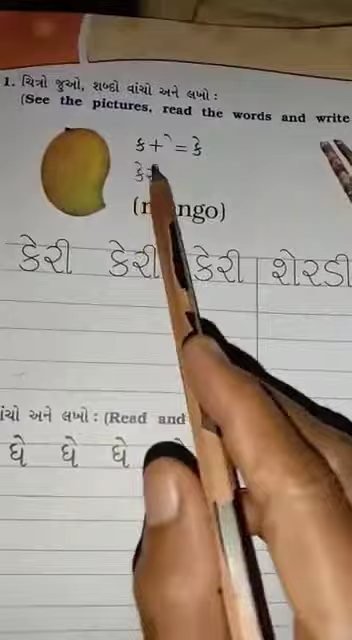 1. ચિત્રો જુઓ, શબ્દો વાંચો અને લખો :
(See the pictures, read the words and write
ક + ે = કે
(mango)
કેરી કેરી કેરી શેરડી
વાંચો અને લખો : (Read and
ઘે ઘે ઘે